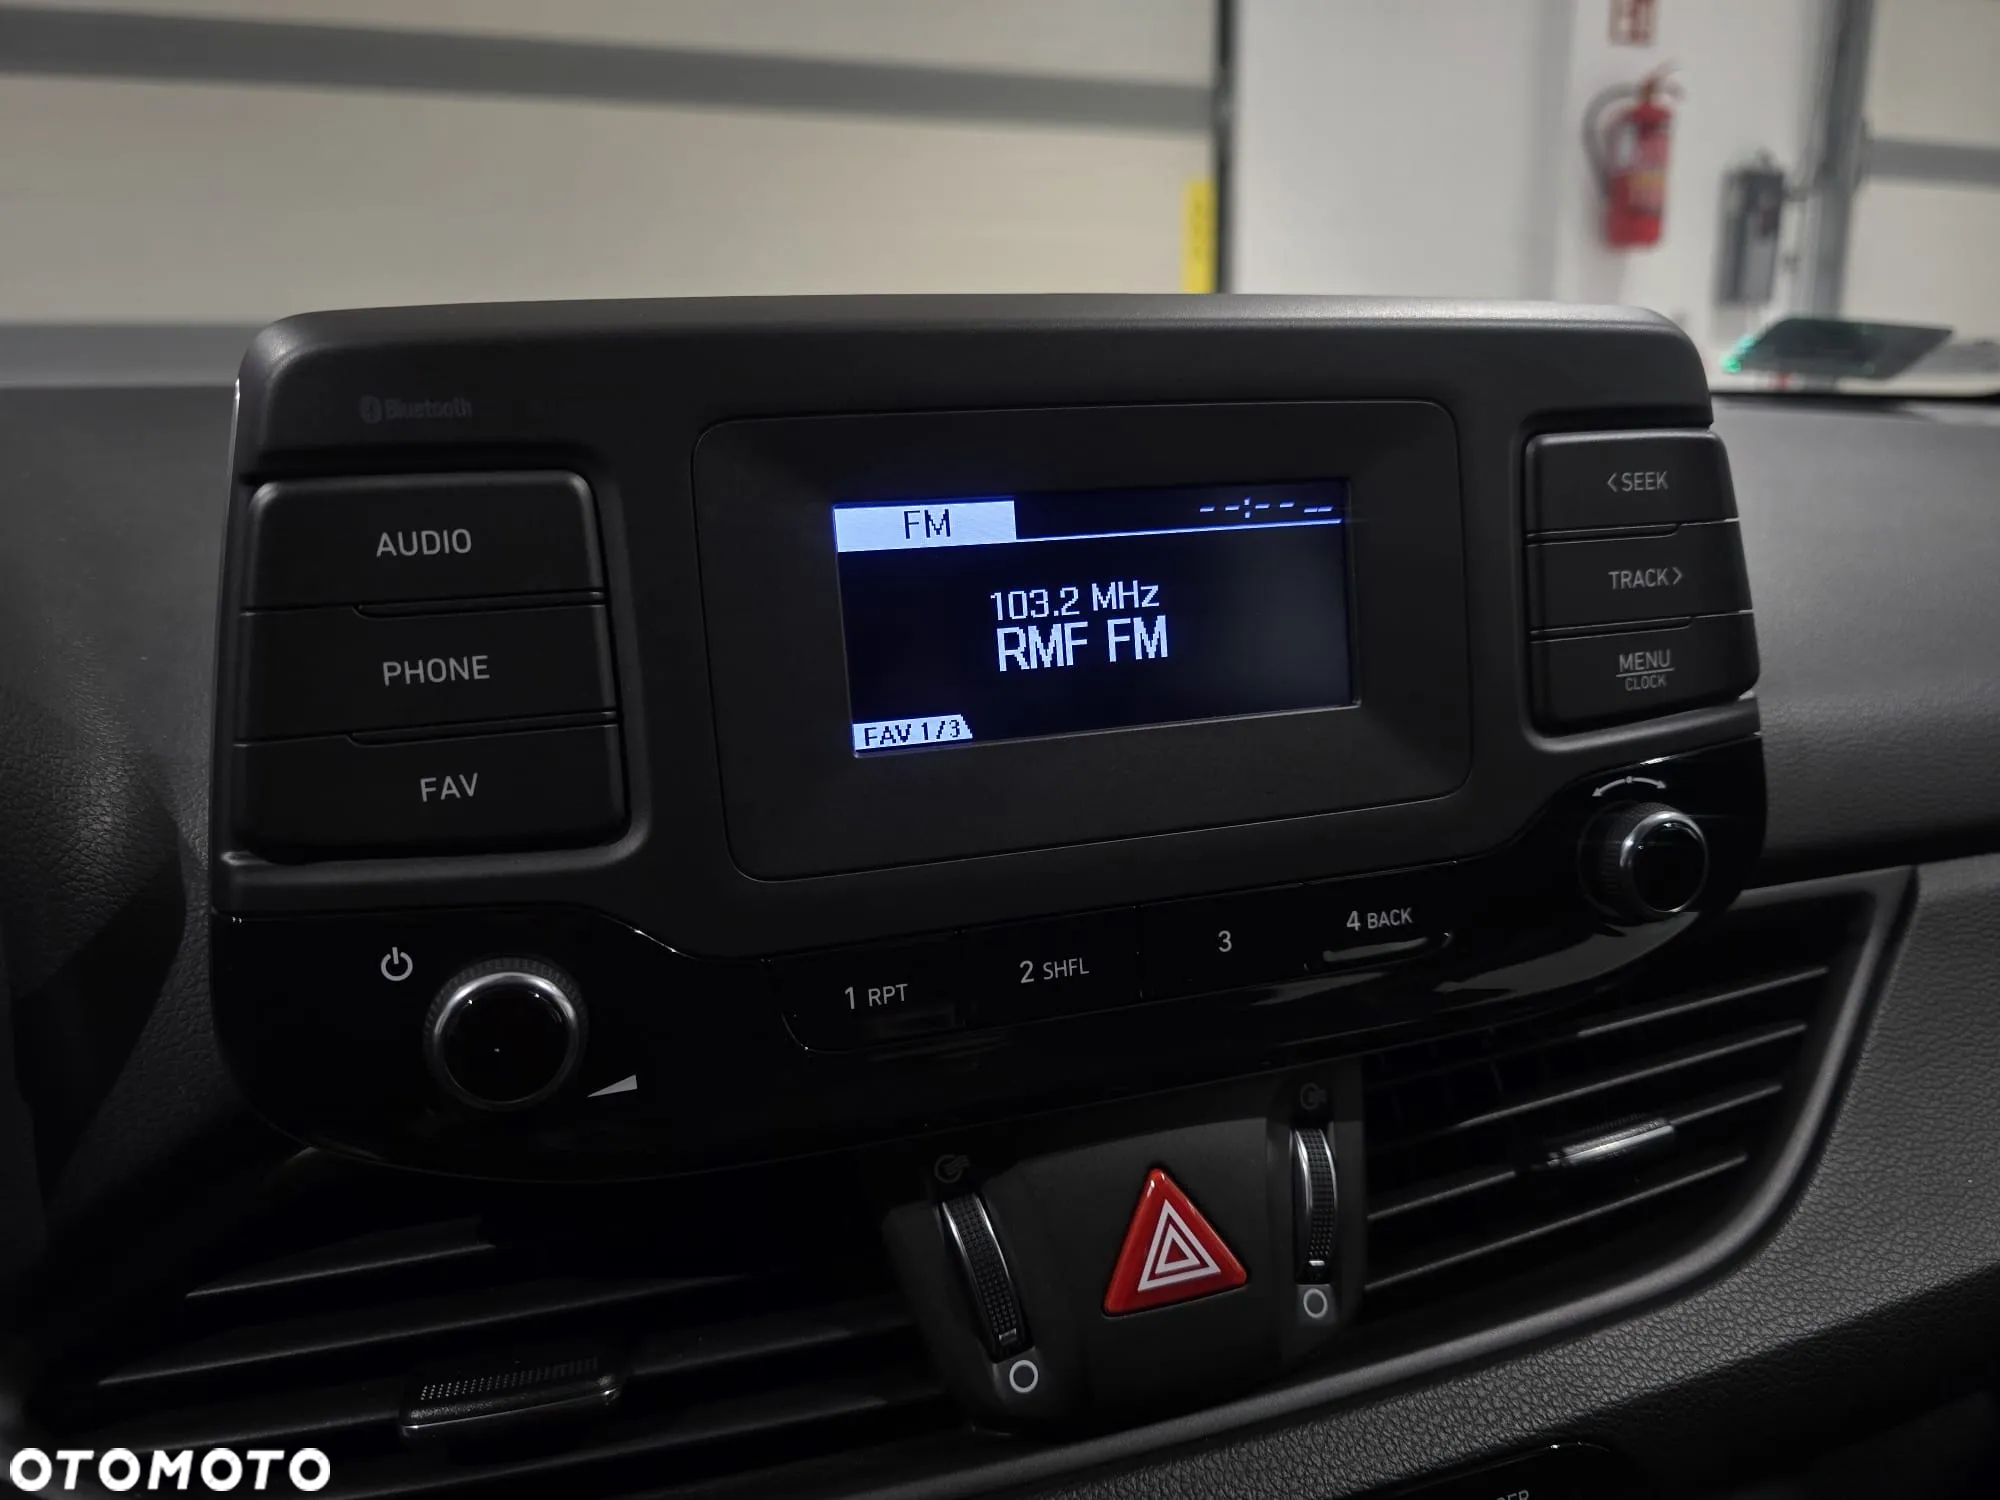 Bluetooth
AUDIO
PHONE
FAV
FM
--:-- --
103.2 MHz
RMF FM
FAV 1/3
<SEEK
TRACK>
MENU
CLOCK
1 RPT
2 SHFL
3
4 BACK
OTOMOTO